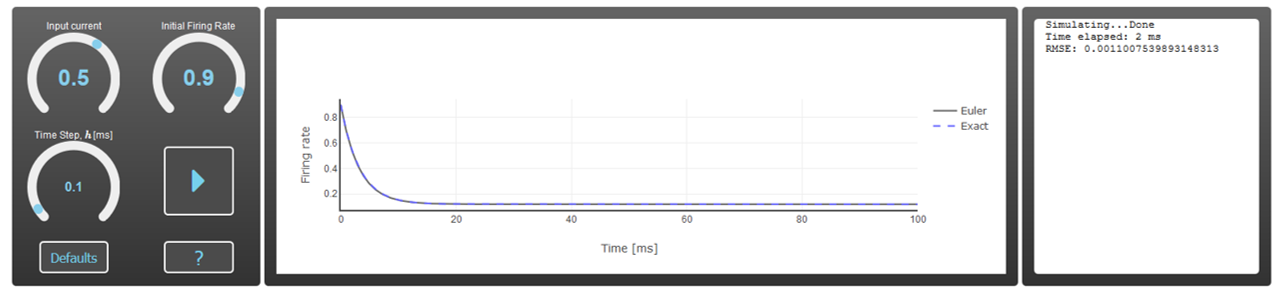 Input current
Initial Firing Rate
0.5
0.9
Time Step, h [ms]
0.1
Defaults
?
Firing rate
0.8
0.6
0.4
0.2
0
20
40
60
80
100
Time [ms]
Euler
Exact
Simulating...Done
Time elapsed: 2 ms
RMSE: 0.0011007539893148313